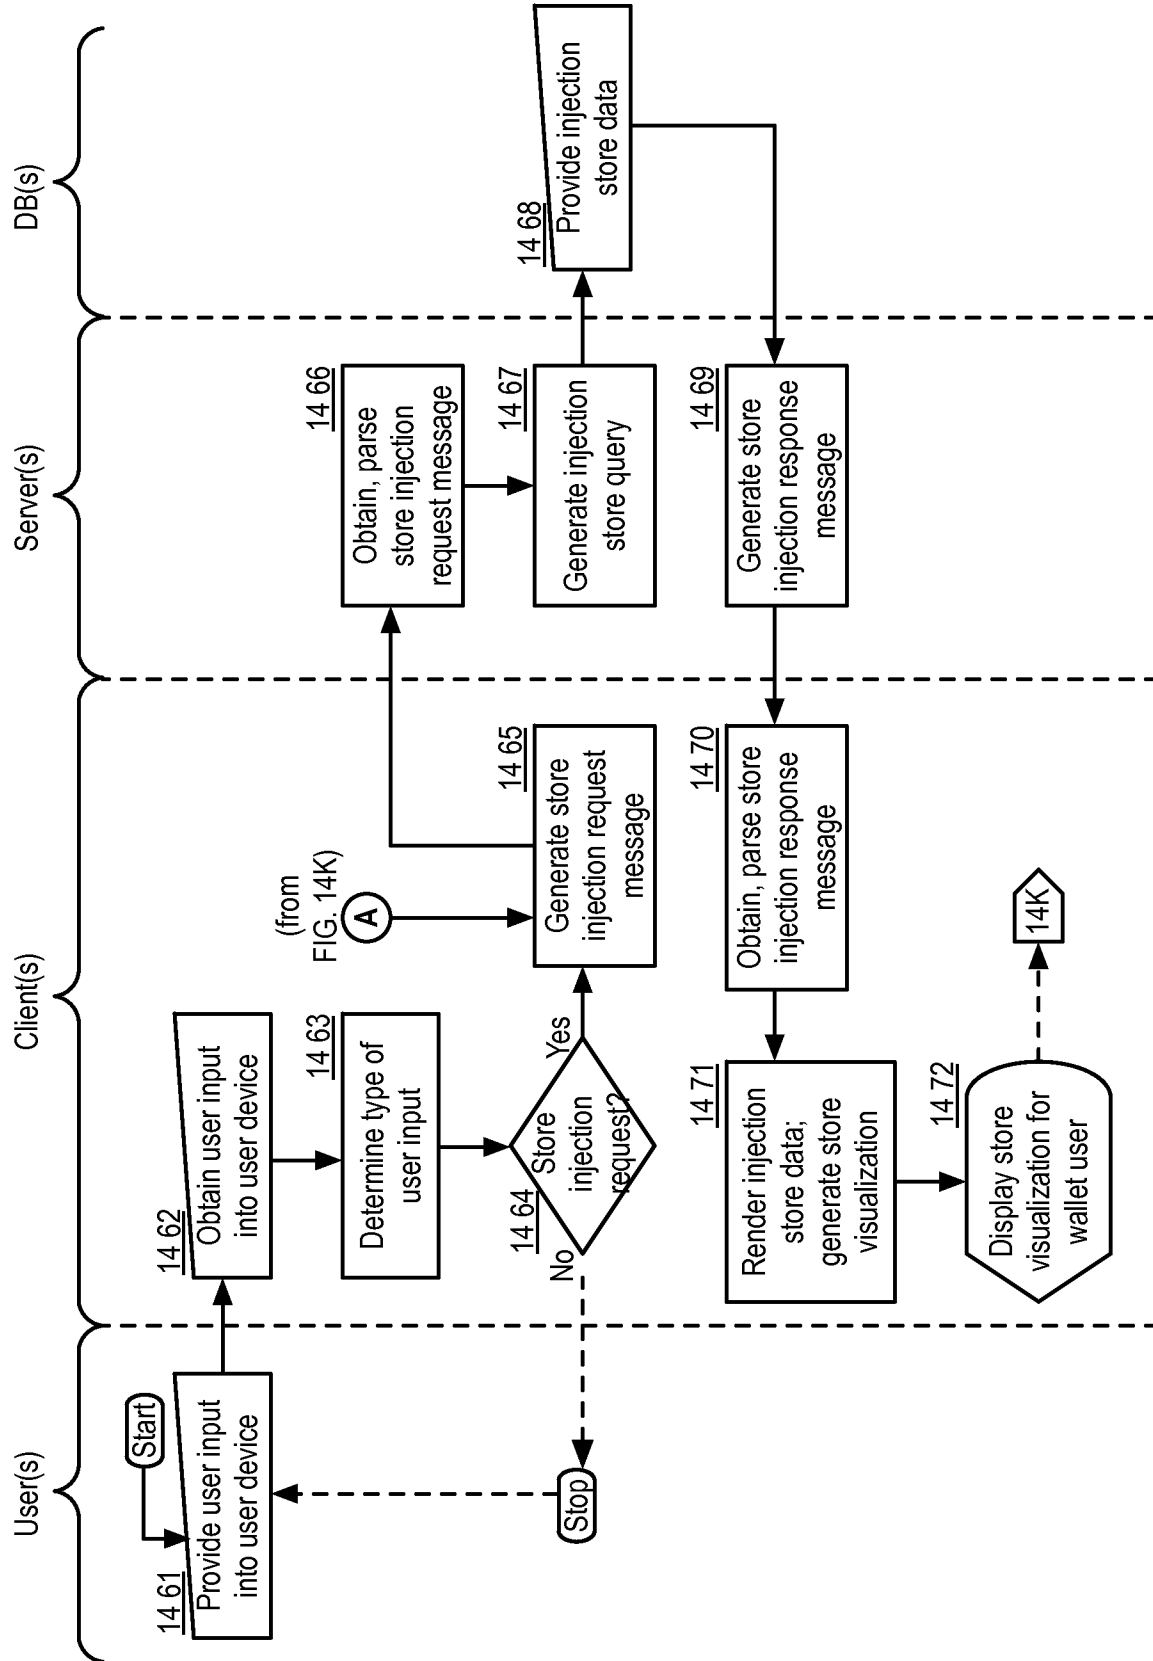 User(s)
Client(s)
Server(s)
DB(s)
Start
14 61
Provide user input
into user device
14 62
Obtain user input
into user device
14 63
Determine type of
user input
14 64
Store
injection
request?
No
Yes
Stop
(from
FIG. 14K)
A
14 65
Generate store
injection request
message
14 66
Obtain, parse
store injection
request message
14 67
Generate injection
store query
14 68
Provide injection
store data
14 69
Generate store
injection response
message
14 70
Obtain, parse store
injection response
message
14 71
Render injection
store data;
generate store
visualization
14 72
Display store
visualization for
wallet user
14K